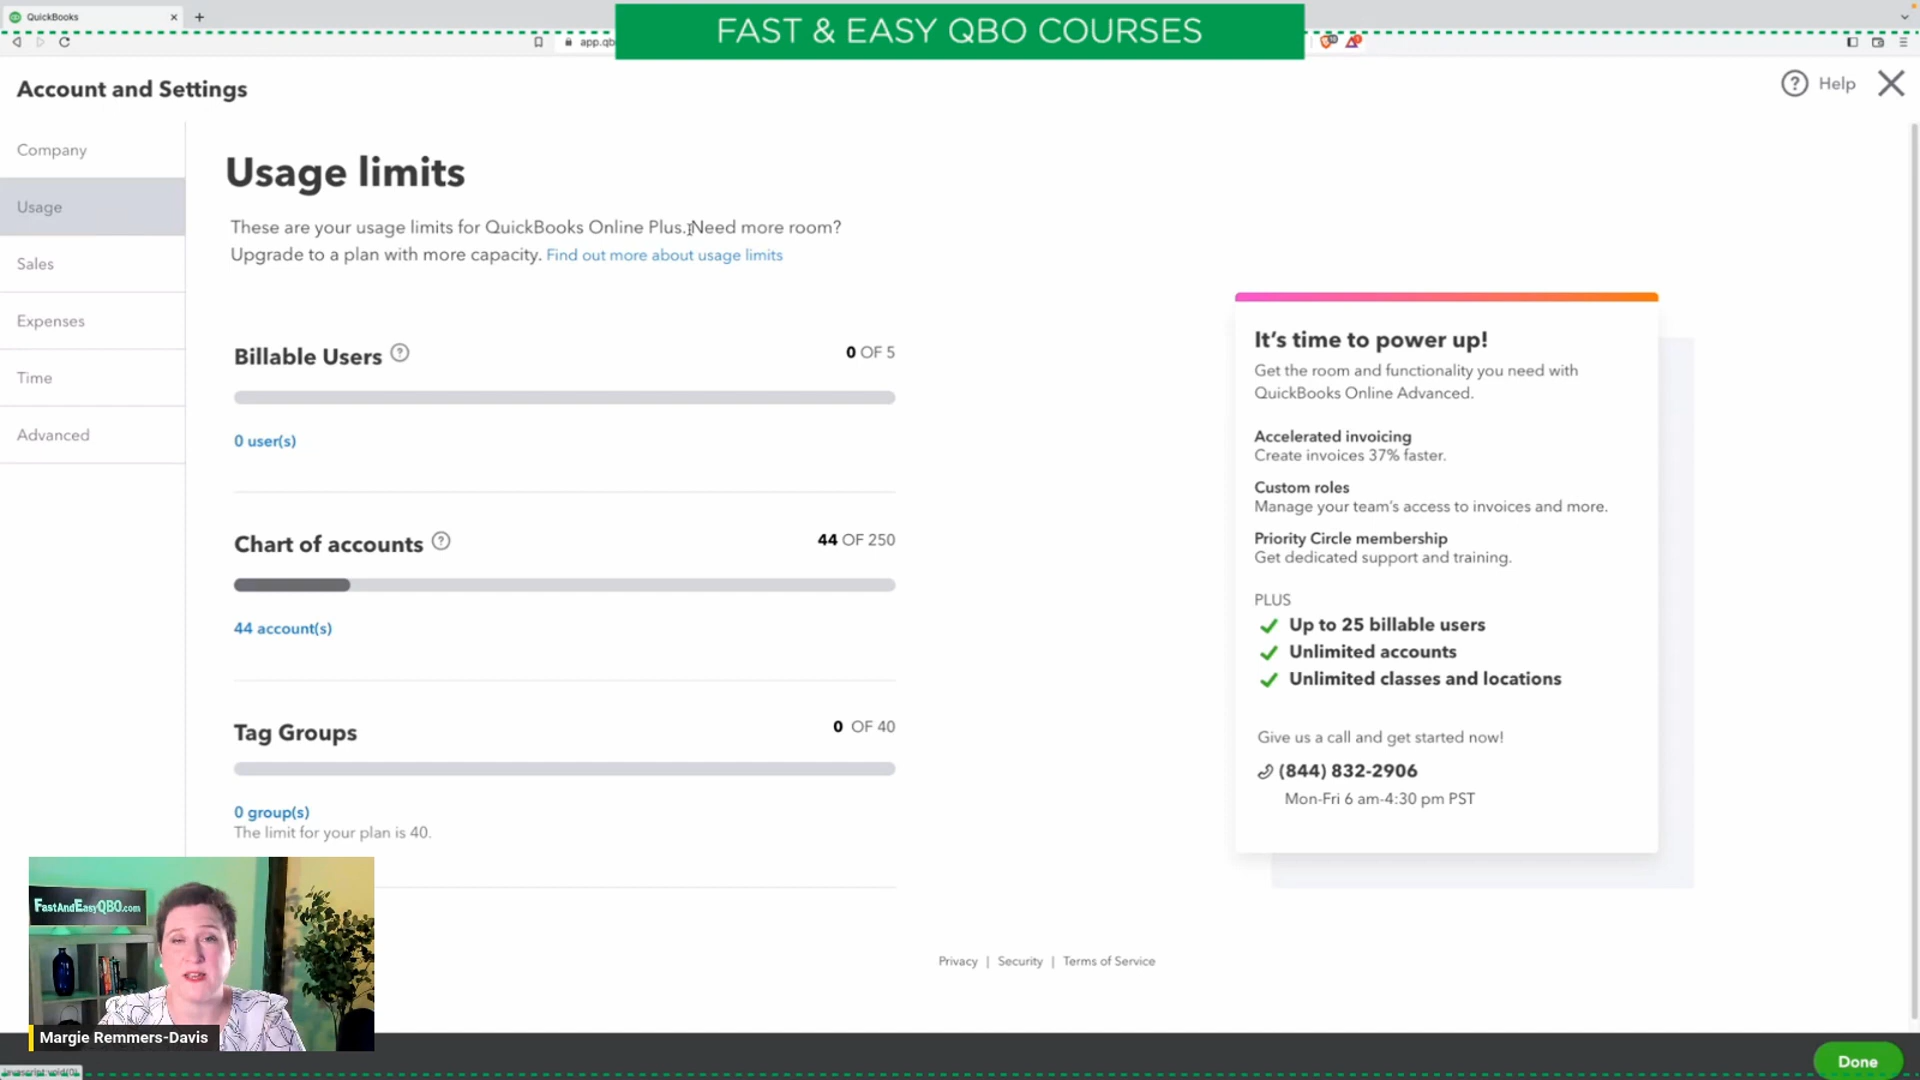 QuickBooks
FAST & EASY QBO COURSES
app.qb
Account and Settings
Help
Company
Usage
Sales
Expenses
Time
Advanced
Usage limits
These are your usage limits for QuickBooks Online Plus. Need more room?
Upgrade to a plan with more capacity. Find out more about usage limits
Billable Users
0 OF 5
0 user(s)
Chart of accounts
44 OF 250
44 account(s)
Tag Groups
0 OF 40
0 group(s)
The limit for your plan is 40.
It's time to power up!
Get the room and functionality you need with
QuickBooks Online Advanced.
Accelerated invoicing
Create invoices 37% faster.
Custom roles
Manage your team's access to invoices and more.
Priority Circle membership
Get dedicated support and training.
PLUS
Up to 25 billable users
Unlimited accounts
Unlimited classes and locations
Give us a call and get started now!
(844) 832-2906
Mon-Fri 6 am-4:30 pm PST
FastAndEasyQBO.com
Margie Remmers-Davis
Privacy | Security | Terms of Service
javascript:void(0)
Done